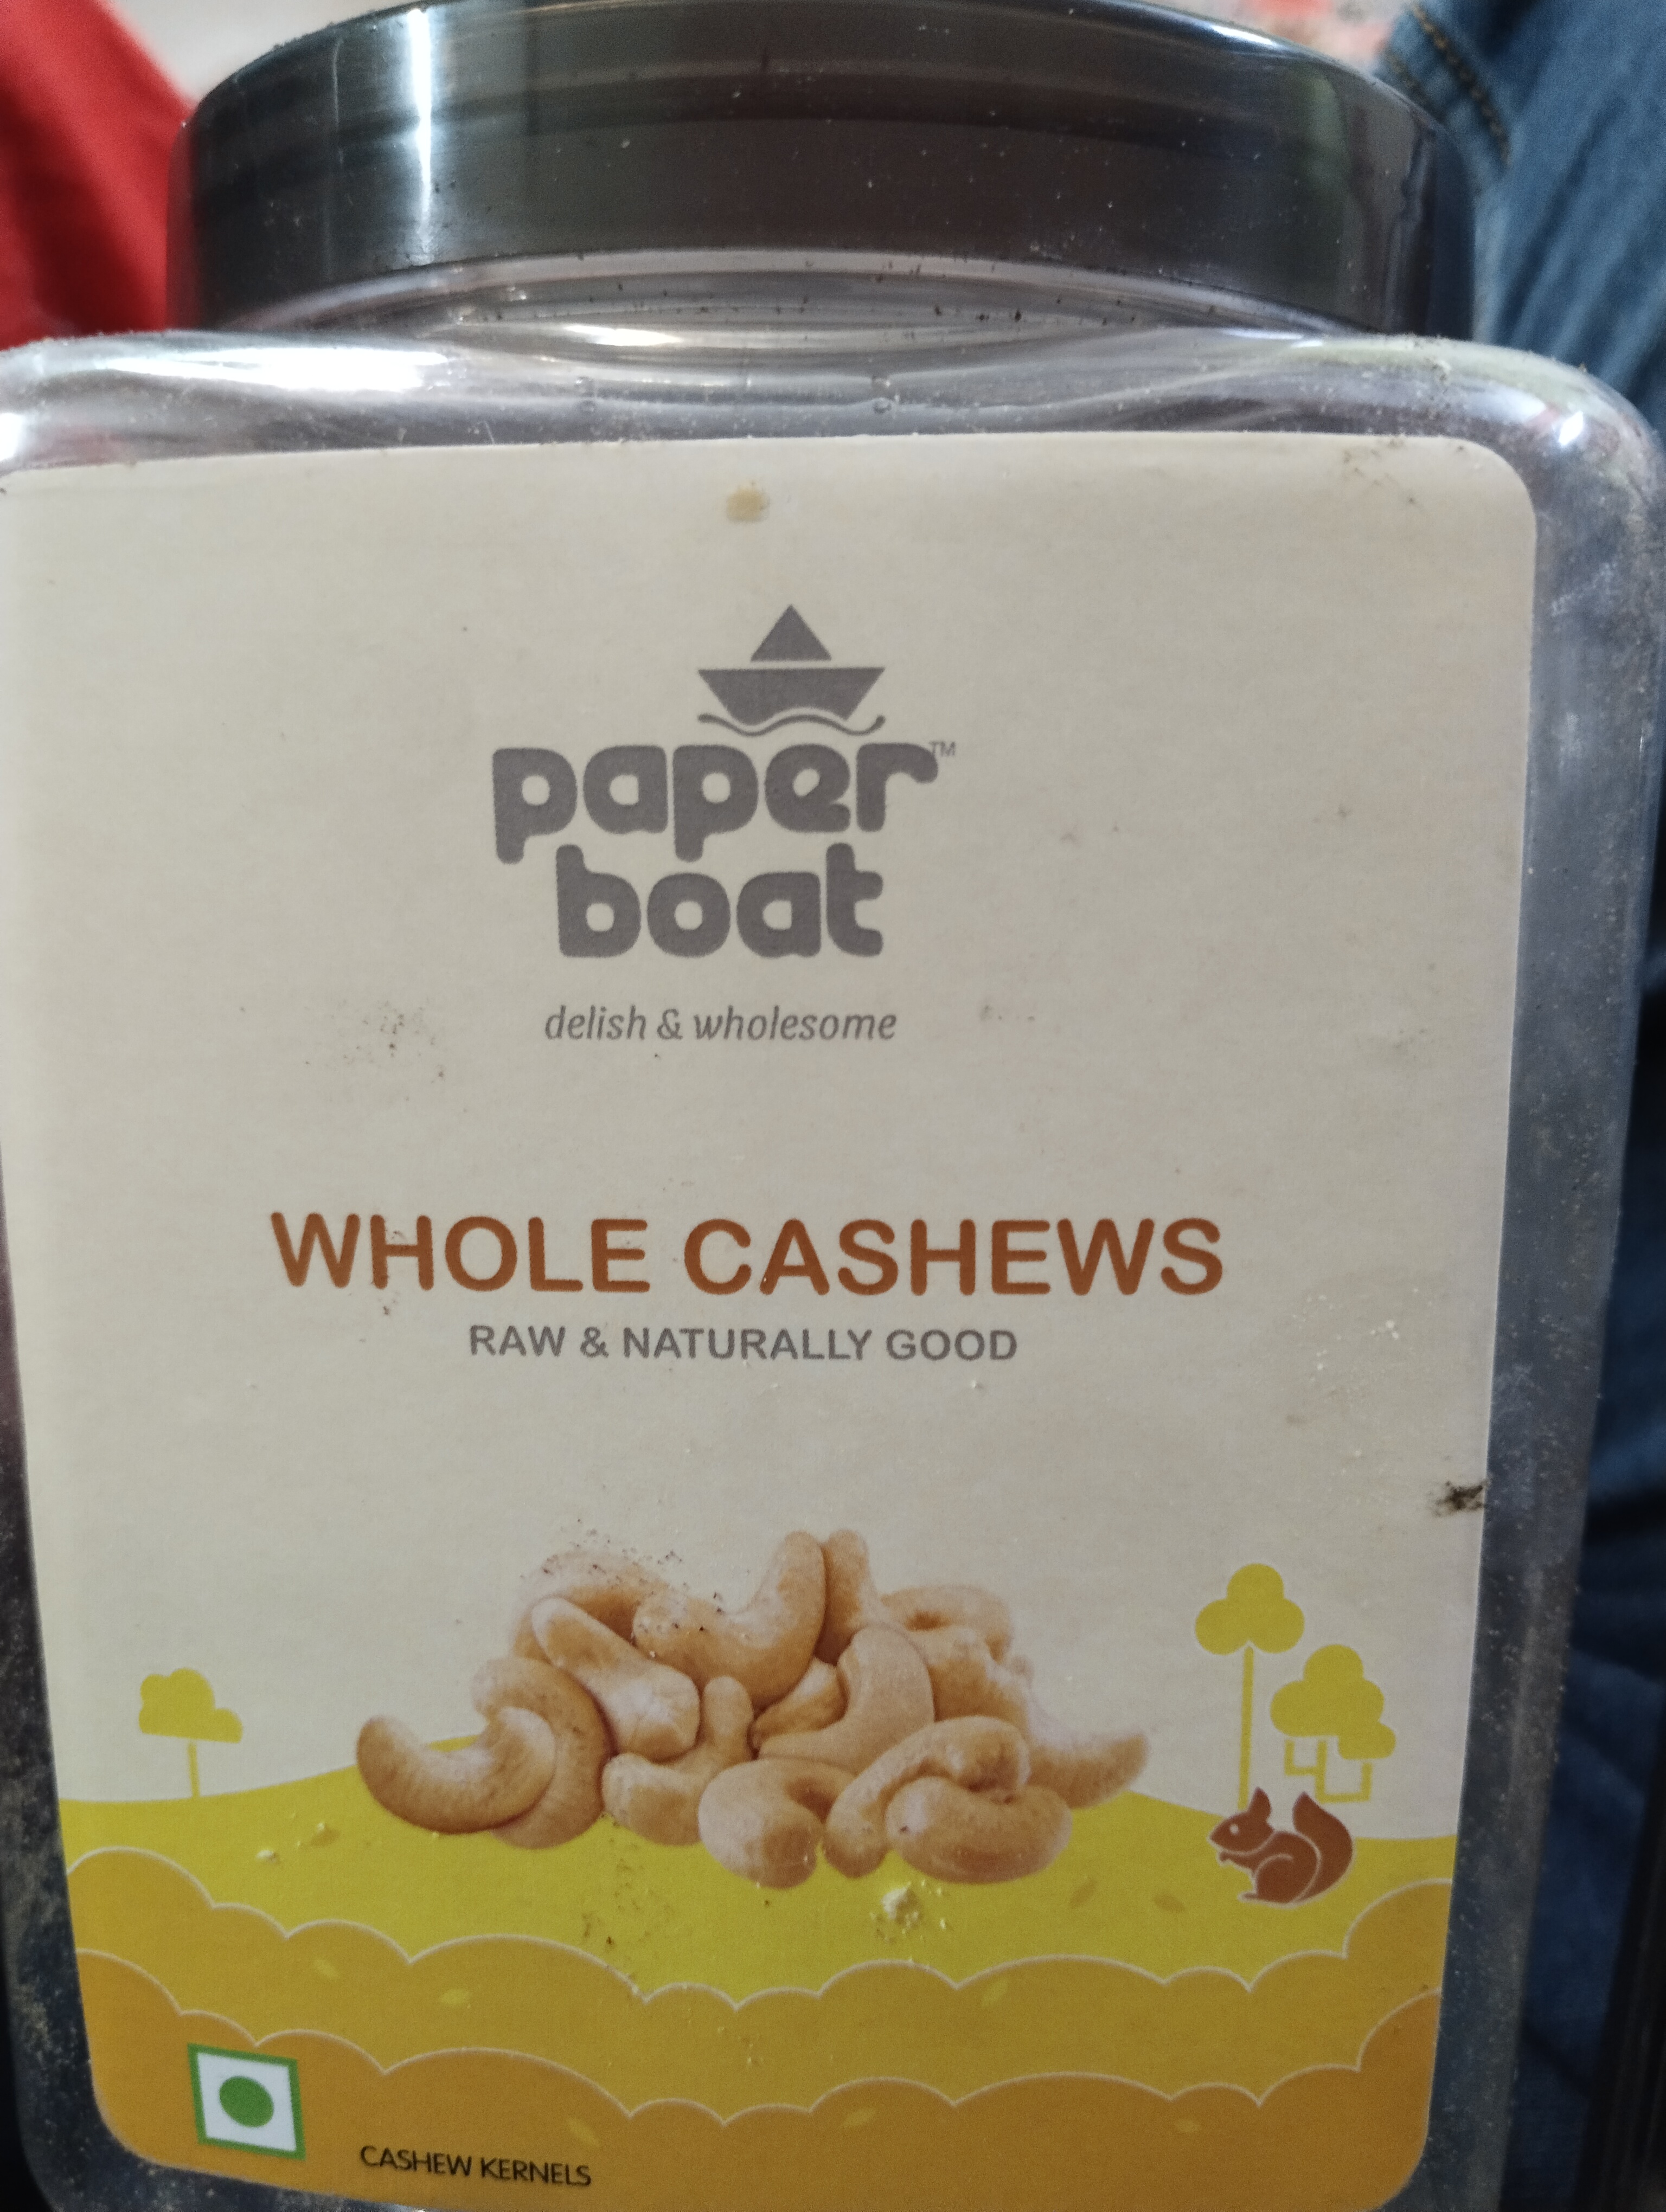 paper™
boat
delish & wholesome
WHOLE CASHEWS
RAW & NATURALLY GOOD
CASHEW KERNELS